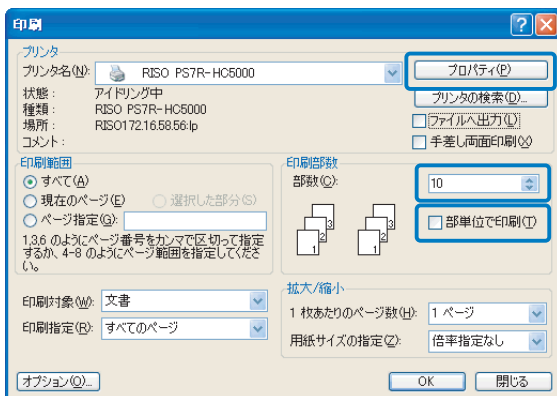 印刷
プリンタ
プリンタ名(N): RISO PS7R-HC5000 プロパティ(P)
状態: アイドリング中 プリンタの検索(D)...
種類: RISO PS7R-HC5000
場所: RISO172.16.58.56:lp ファイルへ出力(L)
コメント: 手差し両面印刷(X)
印刷範囲
すべて(A)
現在のページ(E) 選択した部分(S)
ページ指定(G):
1,3,6 のようにページ番号をカンマで区切って指定
するか、4-8 のようにページ範囲を指定してくださ
い。
印刷部数
部数(C): 10
1 2 3 1 2 3
部単位で印刷(T)
印刷対象(W): 文書
印刷指定(R): すべてのページ
拡大/縮小
1 枚あたりのページ数(H): 1 ページ
用紙サイズの指定(Z): 倍率指定なし
オプション(O)... OK 閉じる